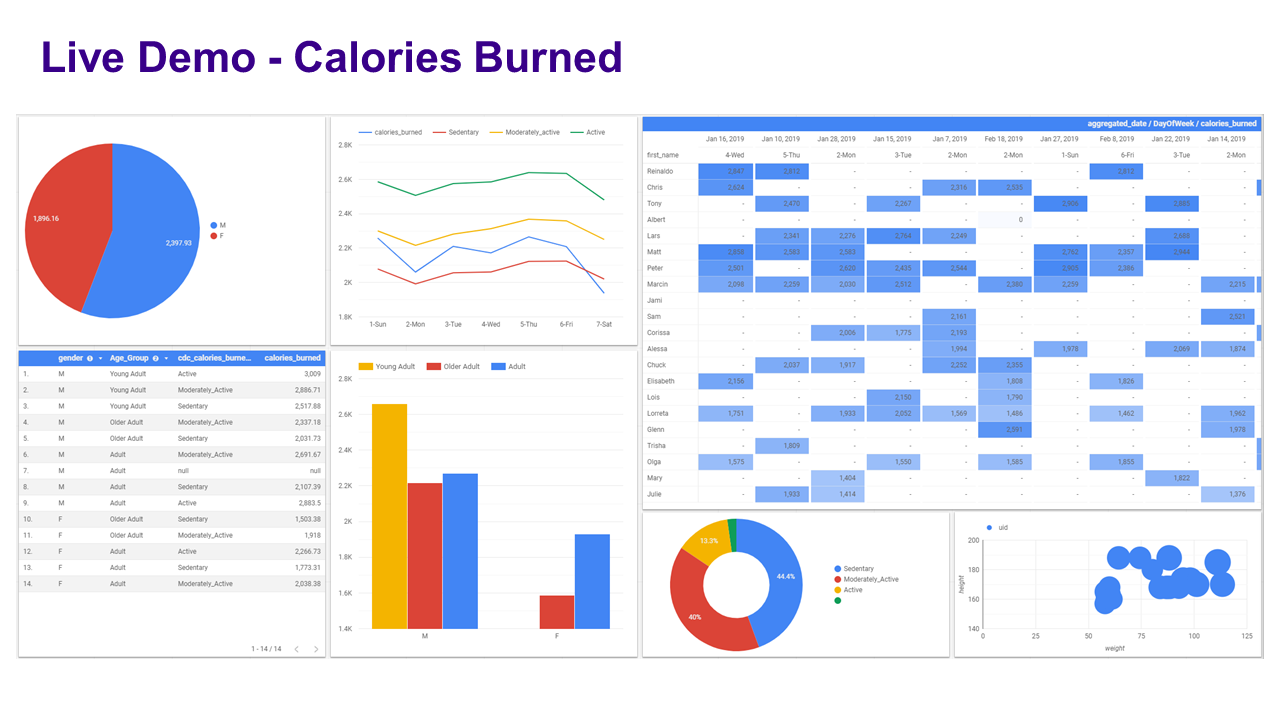 Live Demo - Calories Burned
1,896.16
2,397.93
M
F
calories_burned Sedentary Moderately_active Active
2.8K
2.6K
2.4K
2.2K
2K
1.8K
1-Sun 2-Mon 3-Tue 4-Wed 5-Thu 6-Fri 7-Sat
aggregated_date / DayOfWeek / calories_burned
Jan 16, 2019 Jan 10, 2019 Jan 28, 2019 Jan 15, 2019 Jan 7, 2019 Feb 18, 2019 Jan 27, 2019 Feb 8, 2019 Jan 22, 2019 Jan 14, 2019
first_name 4-Wed 5-Thu 2-Mon 3-Tue 2-Mon 2-Mon 1-Sun 6-Fri 3-Tue 2-Mon
Reinaldo 2,847 2,812 - - - - - 2,812 - -
Chris 2,624 - - - 2,316 2,535 - - - -
Tony - 2,470 - 2,267 - - 2,906 - 2,885 -
Albert - - - - - 0 - - - -
Lars - 2,341 2,276 2,764 2,249 - - - 2,688 -
Matt 2,838 2,583 2,583 - - - 2,762 2,357 2,944 -
Peter 2,501 - 2,620 2,435 2,544 - 2,903 2,386 - -
Marcin 2,098 2,259 2,030 2,512 - 2,380 2,259 - - 2,215
Jami - - - - - - - - - -
Sam - - - - 2,161 - - - - 2,521
Corissa - - 2,006 1,775 2,193 - - - - -
Alessa - - - - 1,994 - 1,978 - 2,069 1,874
Chuck - 2,037 1,917 - 2,252 2,355 - - - -
Elisabeth 2,156 - - - - 1,808 - 1,826 - -
Lois - - - 2,150 - 1,790 - - - -
Lorreta 1,751 - 1,933 2,052 1,569 1,486 - 1,462 - 1,962
Glenn - - - - - 2,591 - - - 1,978
Trisha - 1,809 - - - - - - - -
Olga 1,575 - - 1,550 - 1,585 - 1,855 - -
Mary - - 1,404 - - - - - 1,822 -
Julie - 1,933 1,414 - - - - - - 1,376
gender 1 Age_Group 2 cdc_calories_burne... calories_burned
1. M Young Adult Active 3,009
2. M Young Adult Moderately_Active 2,886.71
3. M Young Adult Sedentary 2,517.88
4. M Older Adult Moderately_Active 2,337.18
5. M Older Adult Sedentary 2,031.73
6. M Adult Moderately_Active 2,691.67
7. M Adult null null
8. M Adult Sedentary 2,107.39
9. M Adult Active 2,883.5
10. F Older Adult Sedentary 1,503.38
11. F Older Adult Moderately_Active 1,918
12. F Adult Active 2,266.73
13. F Adult Sedentary 1,773.31
14. F Adult Moderately_Active 2,038.38
1 - 14 / 14
Young Adult Older Adult Adult
2.8K
2.6K
2.4K
2.2K
2K
1.8K
1.6K
1.4K
M F
13.3%
44.4%
40%
Sedentary
Moderately_Active
Active
uid
200
180
160
140
height
0 25 50 75 100 125
weight